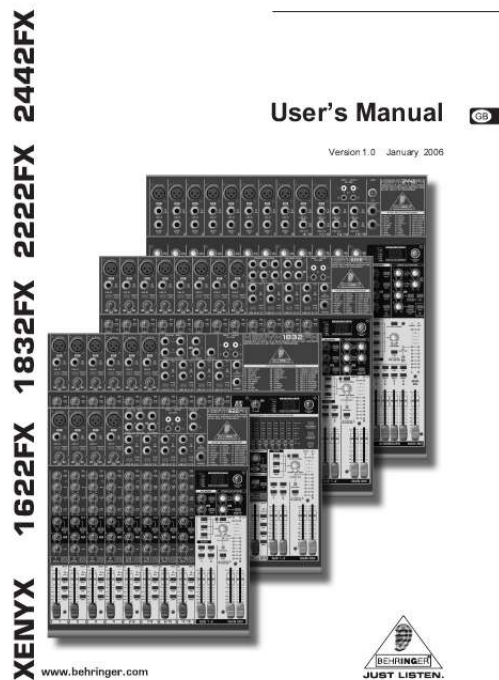 XENYX 1622FX 1832FX 2222FX 2442FX
User's Manual
GB
Version 1.0 January 2006
1832
www.behringer.com
BEHRINGER
JUST LISTEN.